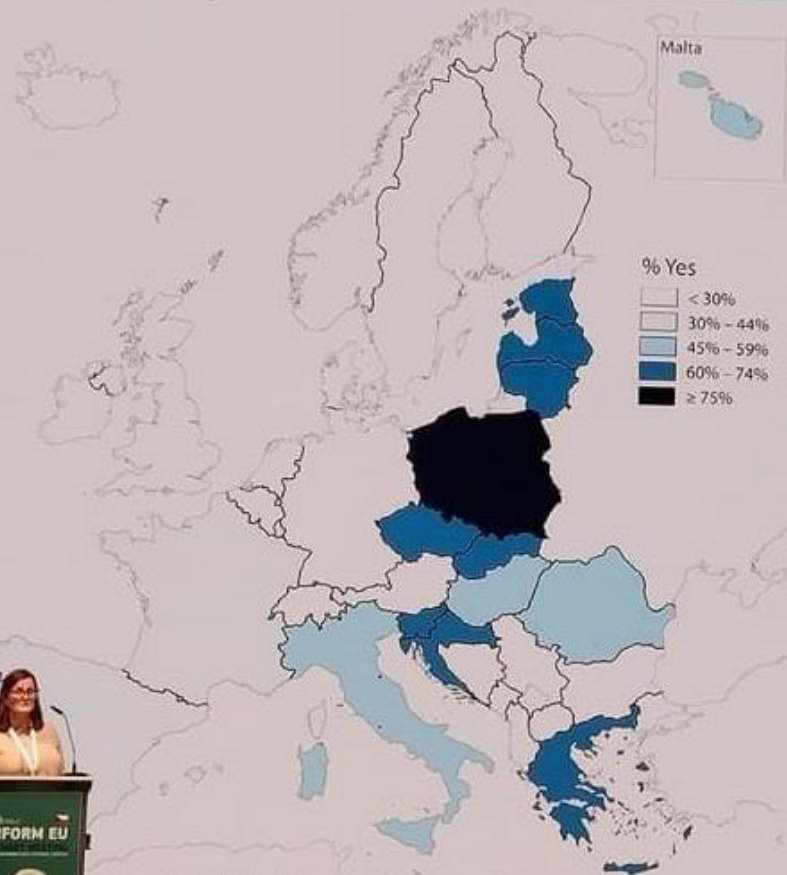 Malta
% Yes
< 30%
30% – 44%
45% – 59%
60% – 74%
≥ 75%
FORM EU